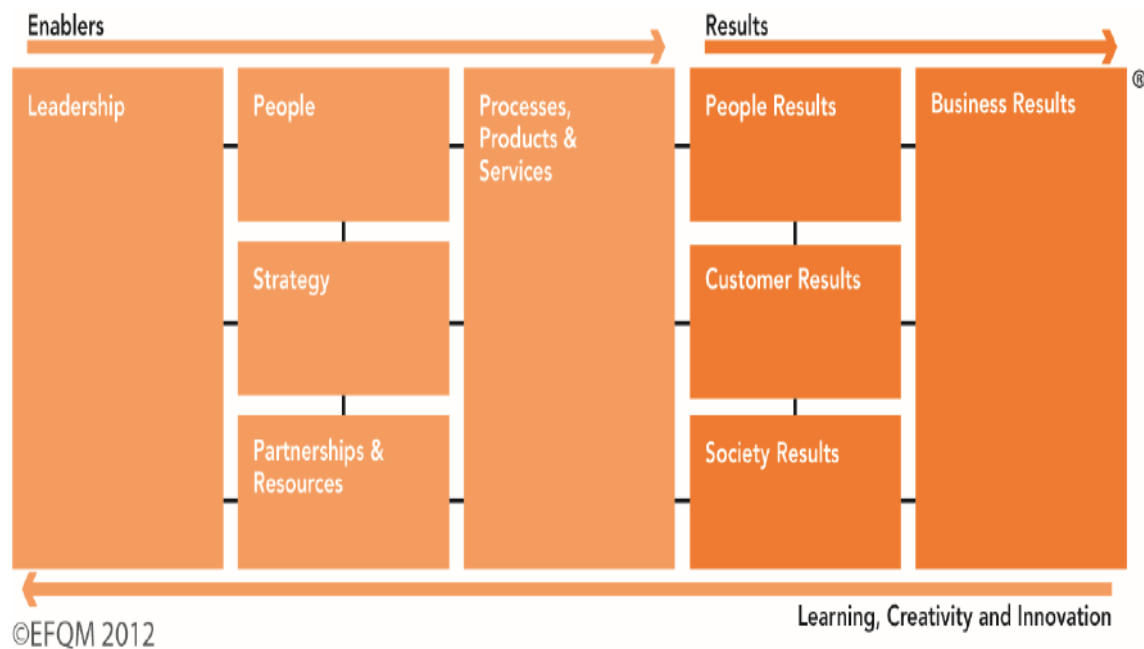 Enablers
Results
®
Leadership
People
Processes,
Products &
Services
People Results
Business Results
Strategy
Customer Results
Partnerships &
Resources
Society Results
Learning, Creativity and Innovation
©EFQM 2012